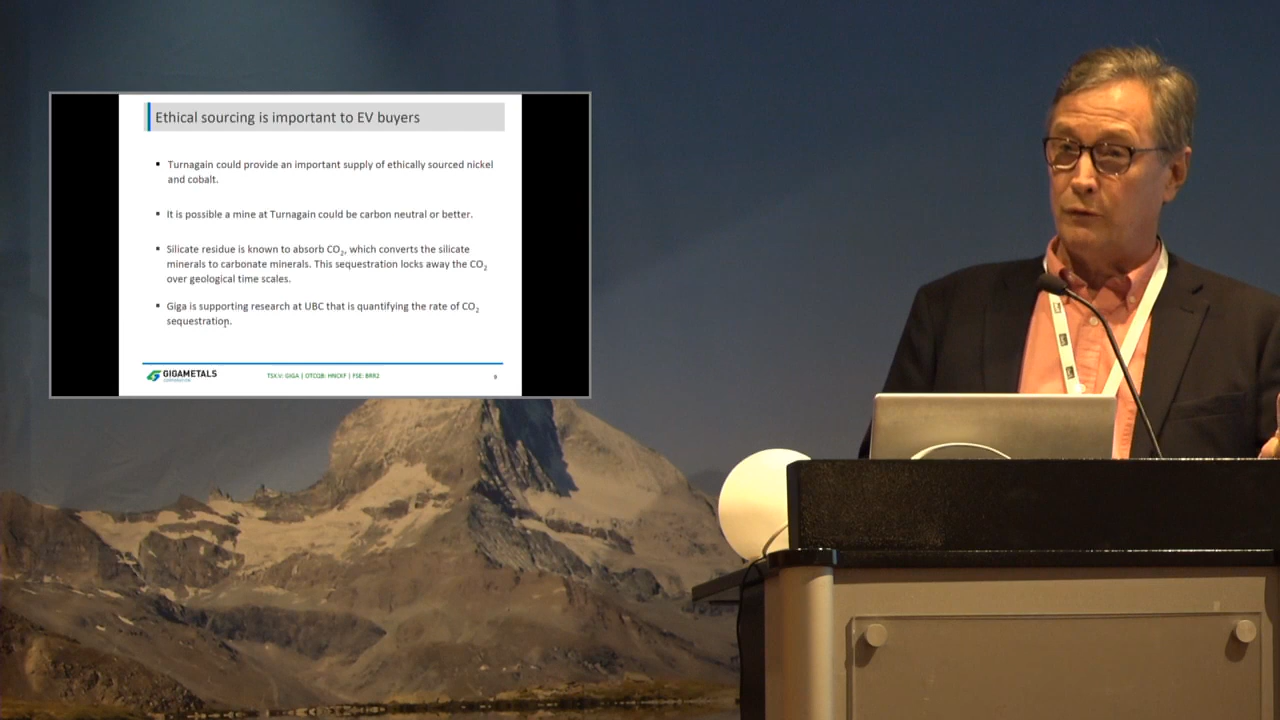 Ethical sourcing is important to EV buyers
▪ Turnagain could provide an important supply of ethically sourced nickel
and cobalt.
▪ It is possible a mine at Turnagain could be carbon neutral or better.
▪ Silicate residue is known to absorb CO₂, which converts the silicate
minerals to carbonate minerals. This sequestration locks away the CO₂
over geological time scales.
▪ Giga is supporting research at UBC that is quantifying the rate of CO₂
sequestration.
GIGAMETALS
CORPORATION
TSX.V: GIGA | OTCQB: HNCKF | FSE: BRR2
9